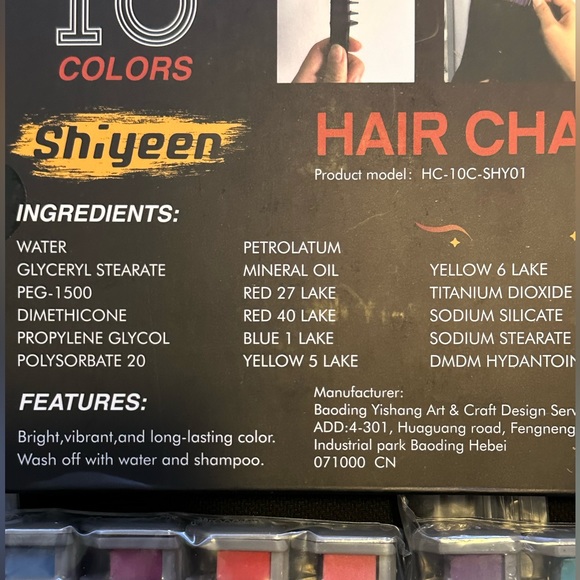 10
COLORS
Shiyeen
HAIR CHA
Product model: HC-10C-SHY01
INGREDIENTS:
WATER
GLYCERYL STEARATE
PEG-1500
DIMETHICONE
PROPYLENE GLYCOL
POLYSORBATE 20
PETROLATUM
MINERAL OIL
RED 27 LAKE
RED 40 LAKE
BLUE 1 LAKE
YELLOW 5 LAKE
YELLOW 6 LAKE
TITANIUM DIOXIDE
SODIUM SILICATE
SODIUM STEARATE
DMDM HYDANTOIN
FEATURES:
Bright,vibrant,and long-lasting color.
Wash off with water and shampoo.
Manufacturer:
Baoding Yishang Art & Craft Design Serv
ADD:4-301, Huaguang road, Fengneng
Industrial park Baoding Hebei
071000 CN